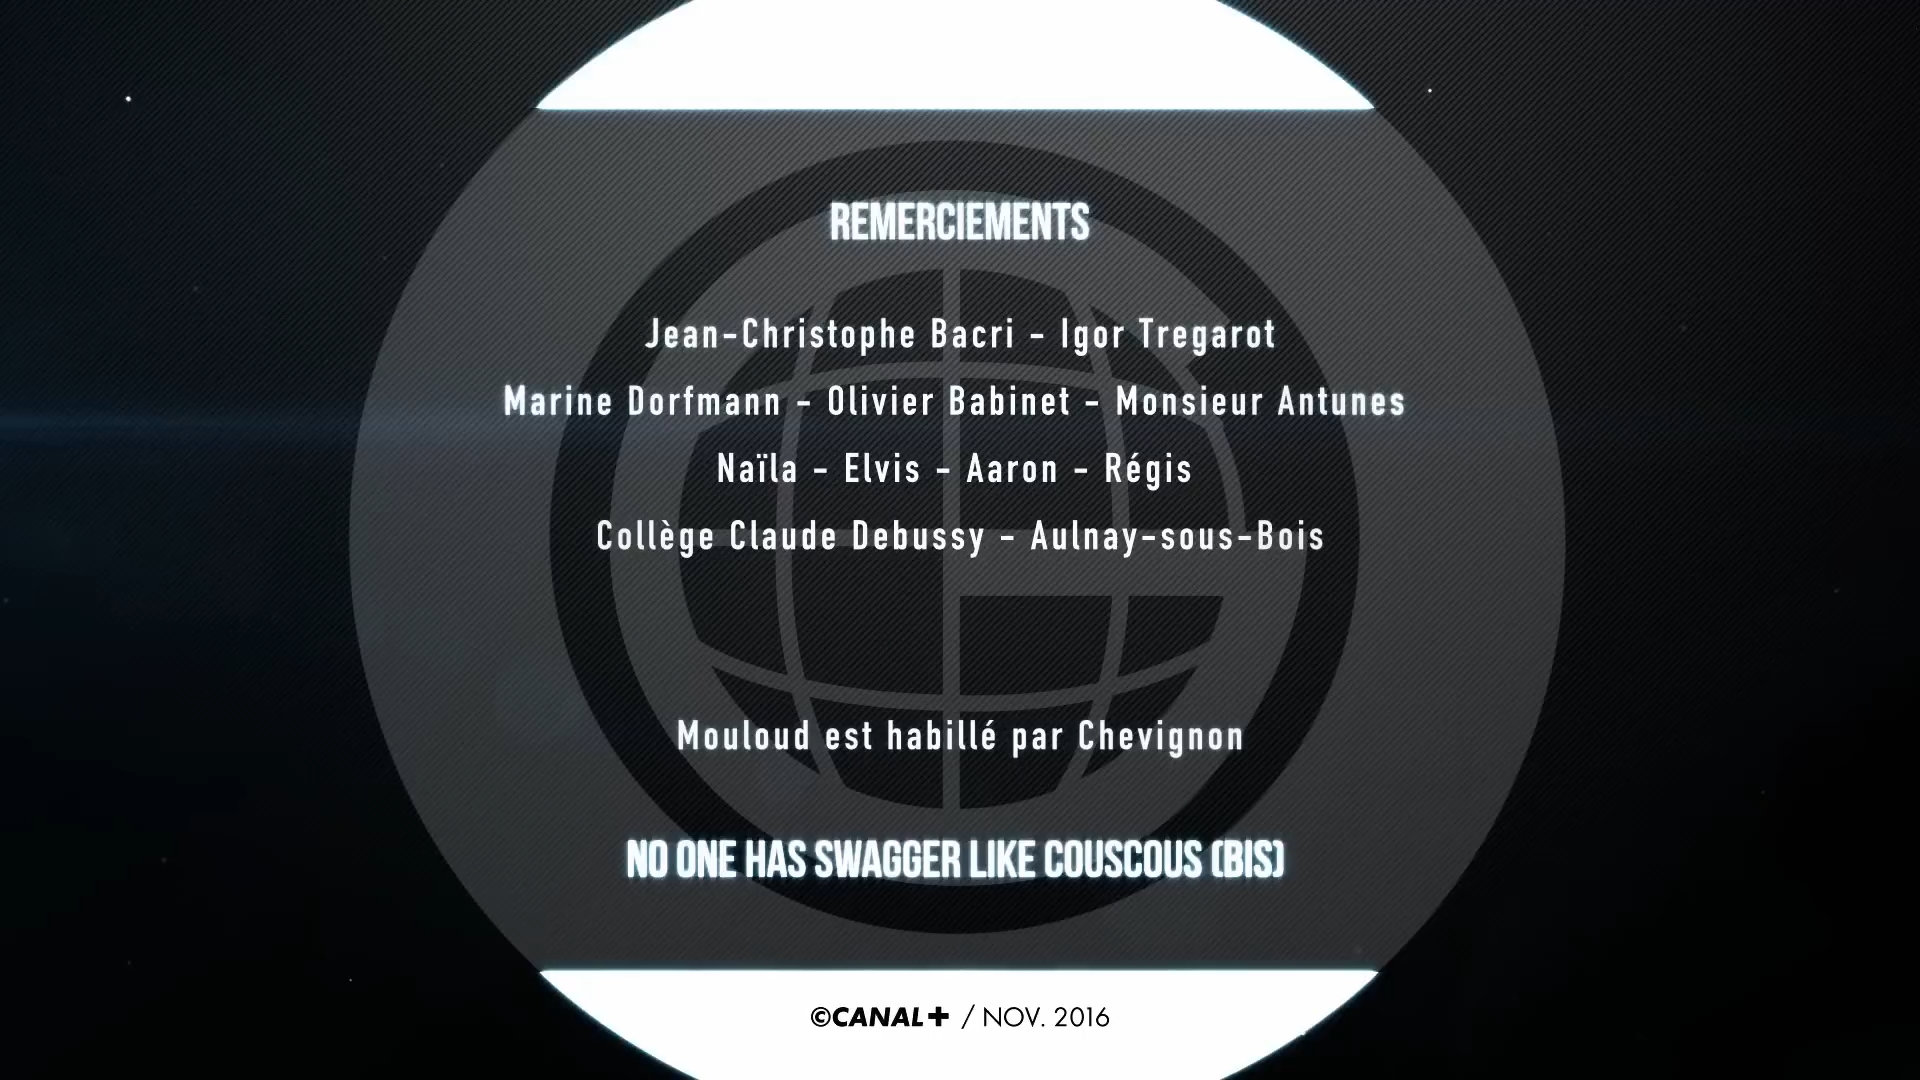 REMERCIEMENTS
Jean-Christophe Bacri - Igor Tregarot
Marine Dorfmann - Olivier Babinet - Monsieur Antunes
Naïla - Elvis - Aaron - Régis
Collège Claude Debussy - Aulnay-sous-Bois
Mouloud est habillé par Chevignon
NO ONE HAS SWAGGER LIKE COUSCOUS (BIS)
©CANAL+ / NOV. 2016